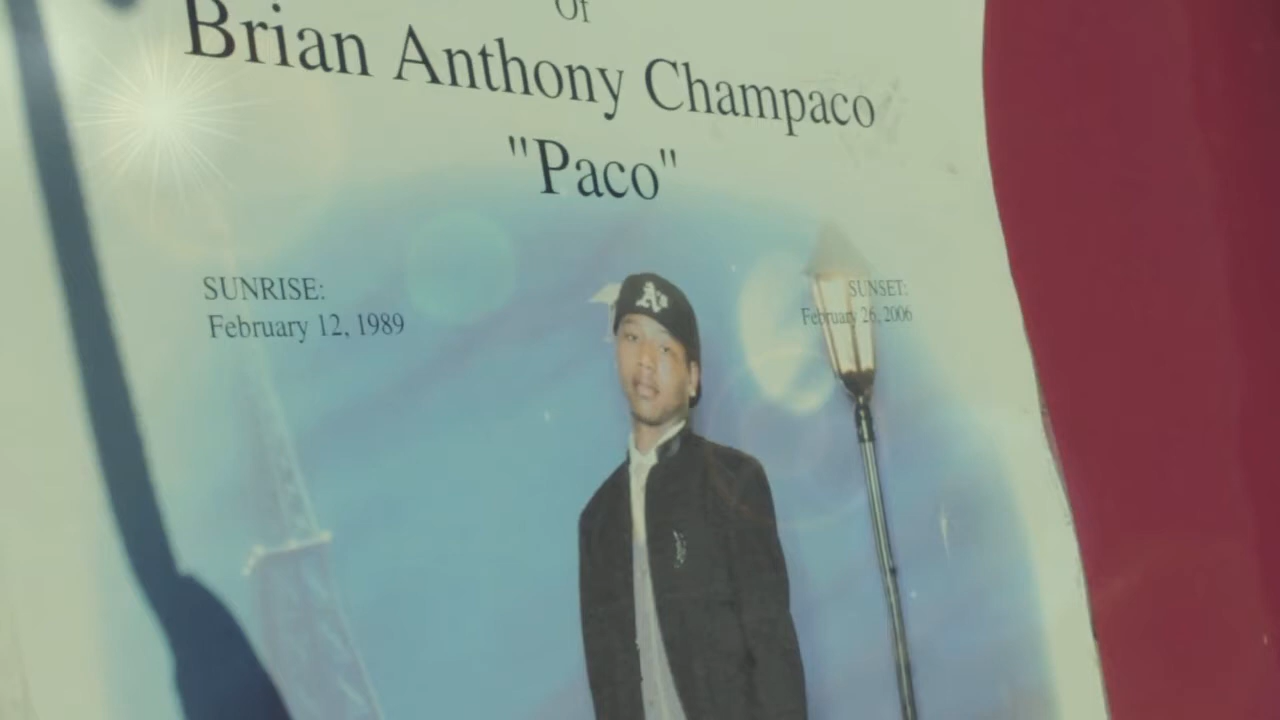 Of
Brian Anthony Champaco
"Paco"
SUNRISE:
February 12, 1989
SUNSET:
February 26, 2006
A's